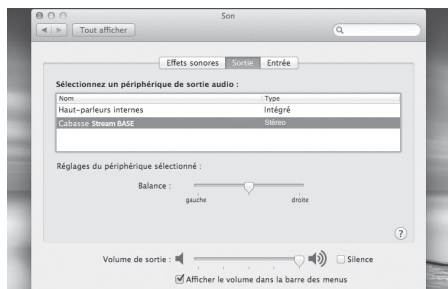 Son
Tout afficher
Effets sonores Sortie Entrée
Sélectionnez un périphérique de sortie audio :
Nom Type
Haut-parleurs internes Intégré
Cabasse Stream BASE Stéréo
Réglages du périphérique sélectionné :
Balance :
gauche droite
?
Volume de sortie : Silence
Afficher le volume dans la barre des menus